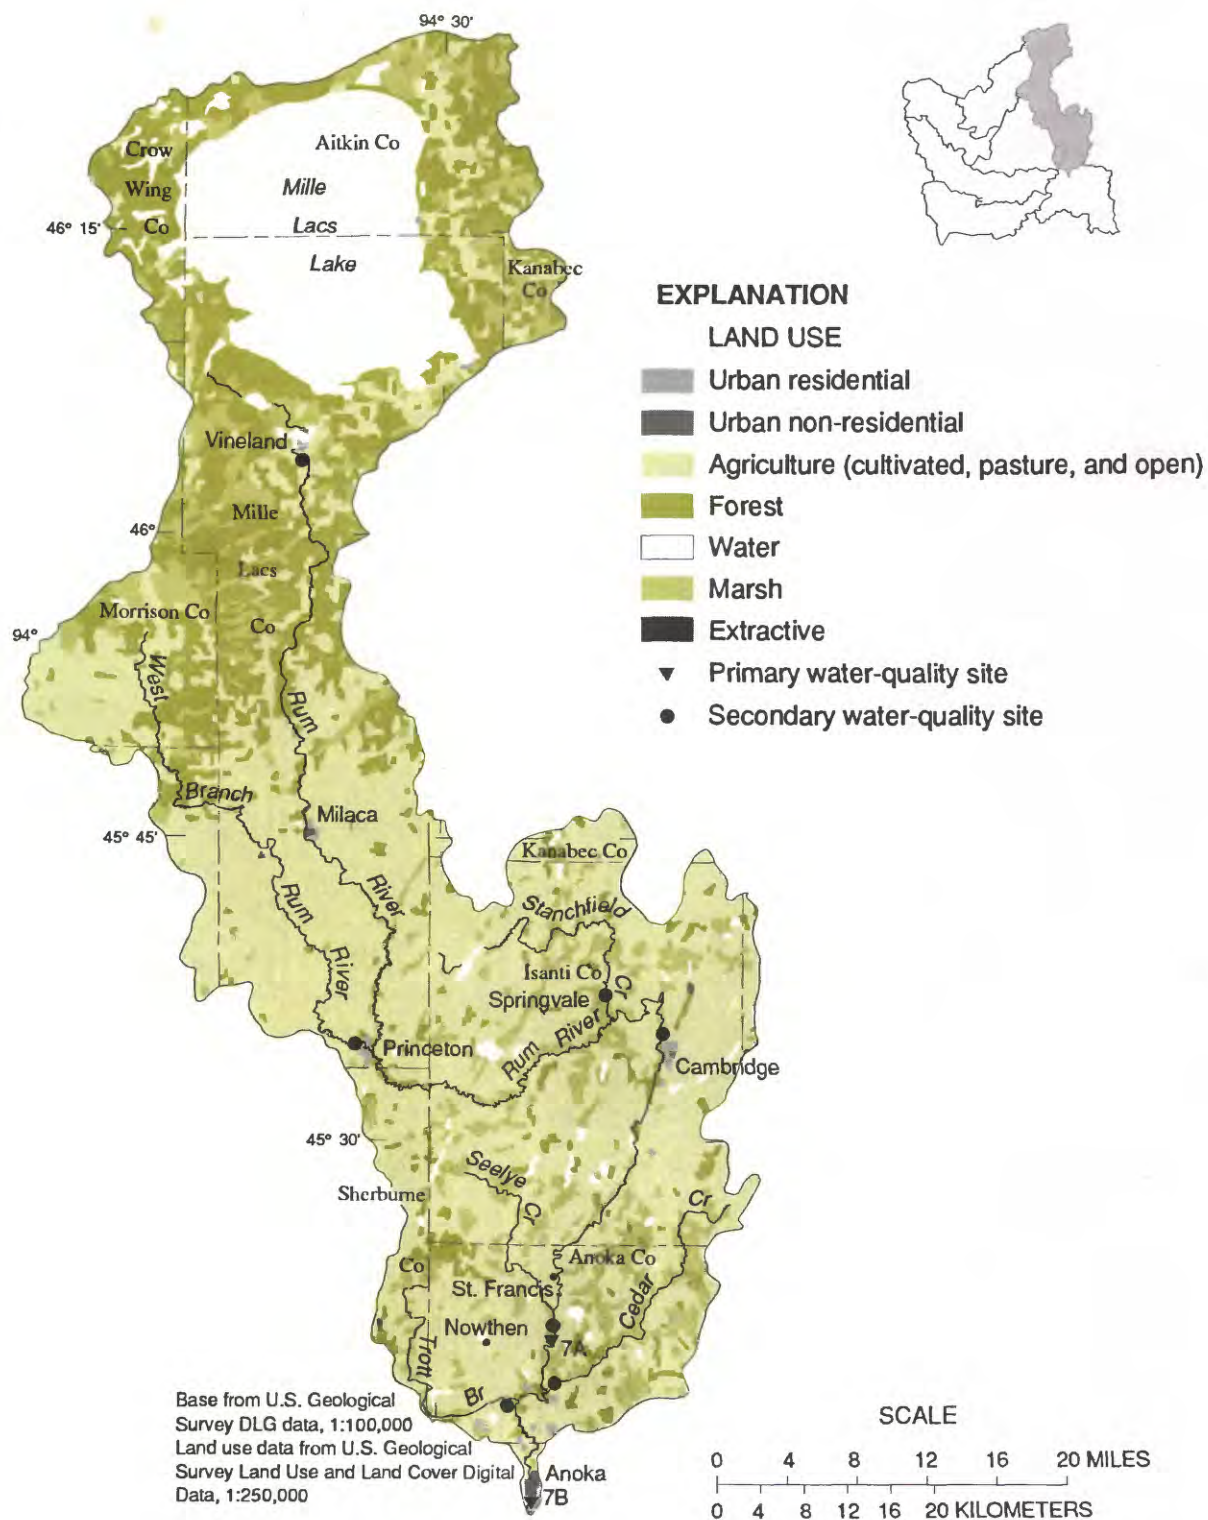 94° 30'
Aitkin Co
Crow
Wing
Co
Mille
Lacs
Lake
46° 15'
Kanabec
Co
EXPLANATION
LAND USE
Urban residential
Urban non-residential
Agriculture (cultivated, pasture, and open)
Forest
Water
Marsh
Extractive
Primary water-quality site
Secondary water-quality site
Vineland
Mille
46°
Lacs
Morrison Co
Co
94°
West
Rum
Branch
Milaca
45° 45'
Kanabec Co
Rum
River
Stanchfield
River
Isanti Co
Cr
Springvale
Rum River
Princeton
Cambridge
45° 30'
Seelye
Cr
Sherburne
Cr
Co
Anoka Co
St. Francis
Cedar
Nowthen
7A
Trott
Br
Base from U.S. Geological
Survey DLG data, 1:100,000
Land use data from U.S. Geological
Survey Land Use and Land Cover Digital
Data, 1:250,000
Anoka
7B
SCALE
0 4 8 12 20 MILES
0 4 8 12 16 20 KILOMETERS